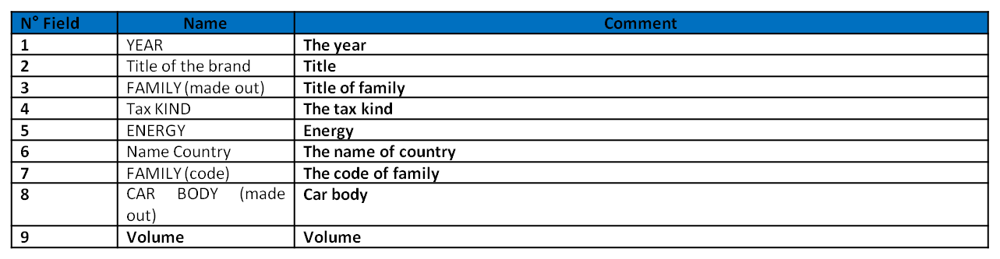 N° Field Name Comment
1 YEAR The year
2 Title of the brand Title
3 FAMILY (made out) Title of family
4 Tax KIND The tax kind
5 ENERGY Energy
6 Name Country The name of country
7 FAMILY (code) The code of family
8 CAR BODY (made Car body
out)
9 Volume Volume